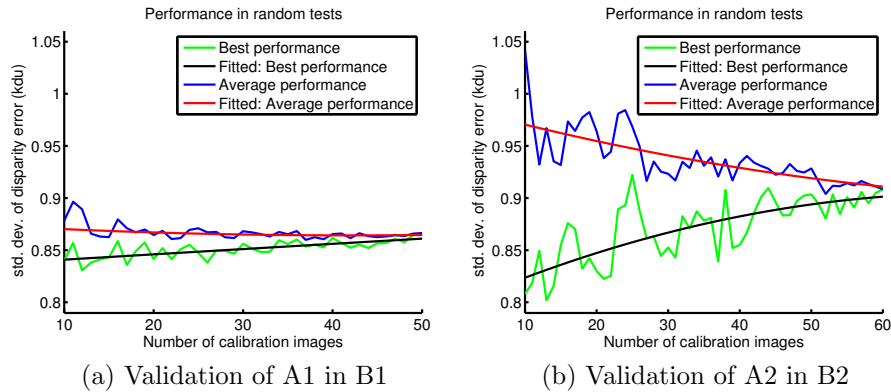 Performance in random tests
1.05
1
0.95
0.9
0.85
0.8
std. dev. of disparity error (kdu)
Best performance
Fitted: Best performance
Average performance
Fitted: Average performance
10 20 30 40 50
Number of calibration images
(a) Validation of A1 in B1
Performance in random tests
1.05
1
0.95
0.9
0.85
0.8
std. dev. of disparity error (kdu)
Best performance
Fitted: Best performance
Average performance
Fitted: Average performance
10 20 30 40 50 60
Number of calibration images
(b) Validation of A2 in B2